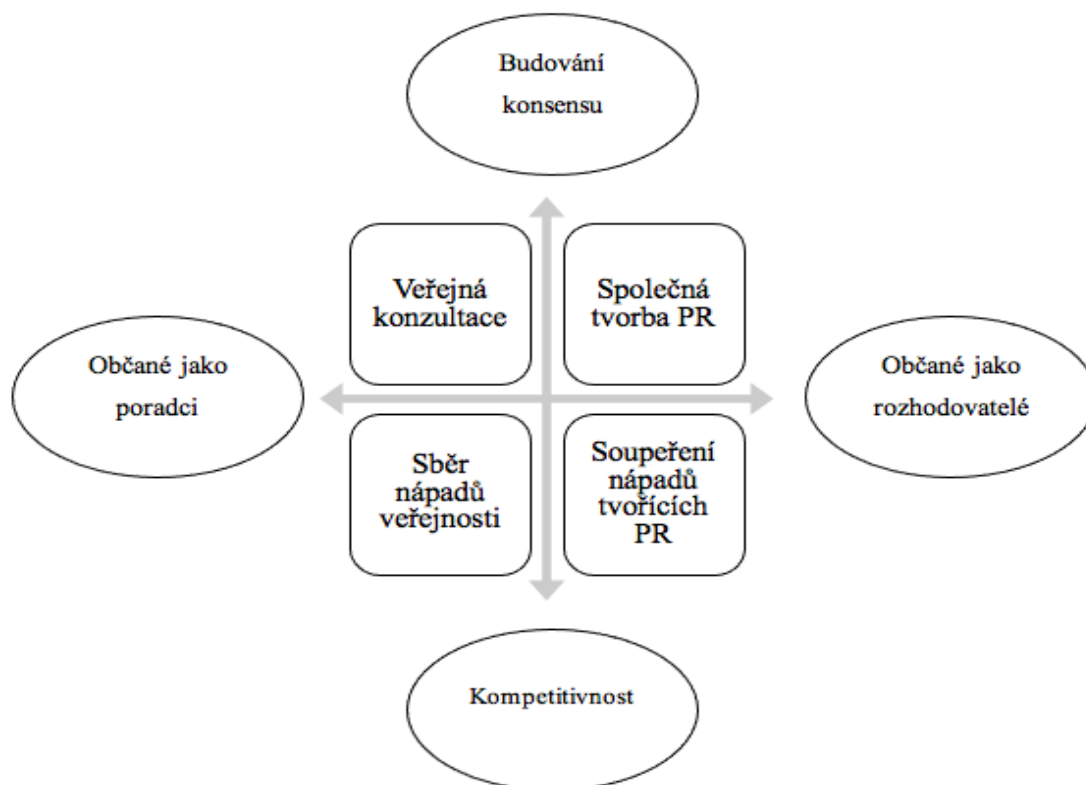 Budování
konsensu
Veřejná
konzultace
Společná
tvorba PR
Občané jako
poradci
Občané jako
rozhodovatelé
Sběr
nápadů
veřejnosti
Soupeření
nápadů
tvořících
PR
Kompetitivnost